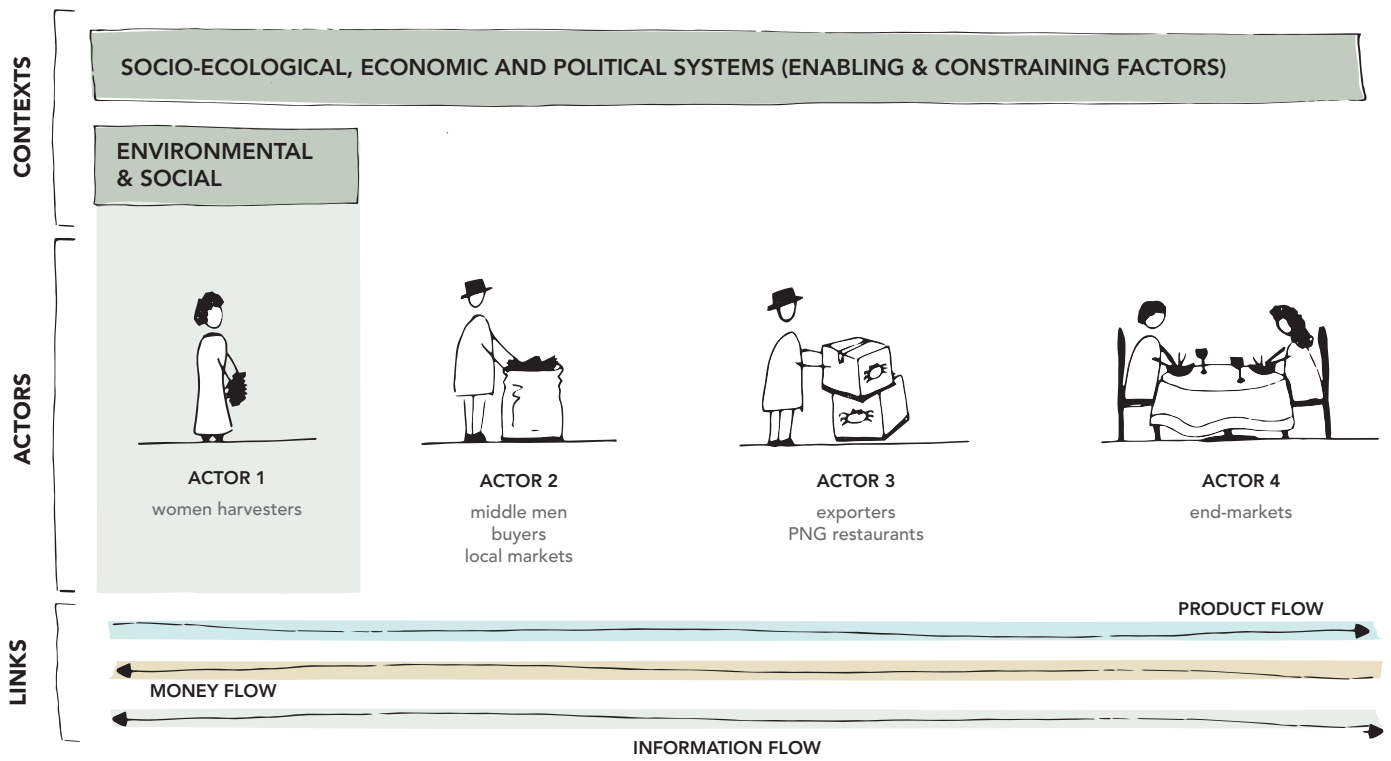 CONTEXTS
SOCIO-ECOLOGICAL, ECONOMIC AND POLITICAL SYSTEMS (ENABLING & CONSTRAINING FACTORS)
ENVIRONMENTAL
& SOCIAL
ACTORS
ACTOR 1
women harvesters
ACTOR 2
middle men
buyers
local markets
ACTOR 3
exporters
PNG restaurants
ACTOR 4
end-markets
LINKS
PRODUCT FLOW
MONEY FLOW
INFORMATION FLOW